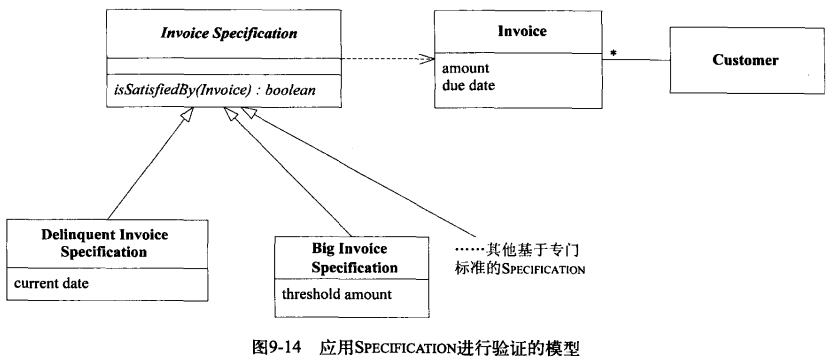 Invoice Specification
isSatisfiedBy(Invoice) : boolean
Invoice
amount
due date
*
Customer
Delinquent Invoice
Specification
current date
Big Invoice
Specification
threshold amount
……其他基于专门
标准的SPECIFICATION
图9-14 应用SPECIFICATION进行验证的模型